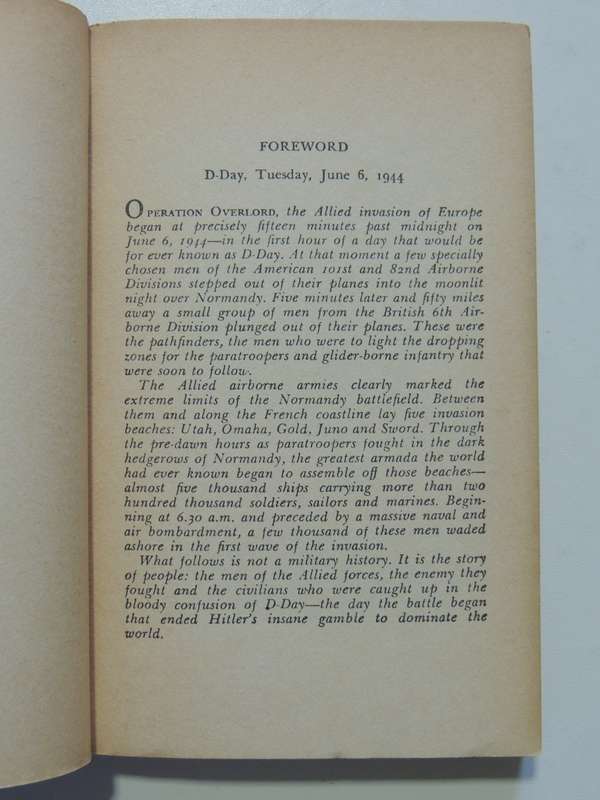 FOREWORD
D-Day, Tuesday, June 6, 1944
OPERATION OVERLORD, the Allied invasion of Europe
began at precisely fifteen minutes past midnight on
June 6, 1944—in the first hour of a day that would be
for ever known as D-Day. At that moment a few specially
chosen men of the American 101st and 82nd Airborne
Divisions stepped out of their planes into the moonlit
night over Normandy. Five minutes later and fifty miles
away a small group of men from the British 6th Air-
borne Division plunged out of their planes. These were
the pathfinders, the men who were to light the dropping
zones for the paratroopers and glider-borne infantry that
were soon to follow.
The Allied airborne armies clearly marked the
extreme limits of the Normandy battlefield. Between
them and along the French coastline lay five invasion
beaches: Utah, Omaha, Gold, Juno and Sword. Through
the pre-dawn hours as paratroopers fought in the dark
hedgerows of Normandy, the greatest armada the world
had ever known began to assemble off those beaches—
almost five thousand ships carrying more than two
hundred thousand soldiers, sailors and marines. Begin-
ning at 6.30 a.m. and preceded by a massive naval and
air bombardment, a few thousand of these men waded
ashore in the first wave of the invasion.
What follows is not a military history. It is the story
of people: the men of the Allied forces, the enemy they
fought and the civilians who were caught up in the
bloody confusion of D-Day—the day the battle began
that ended Hitler's insane gamble to dominate the
world.